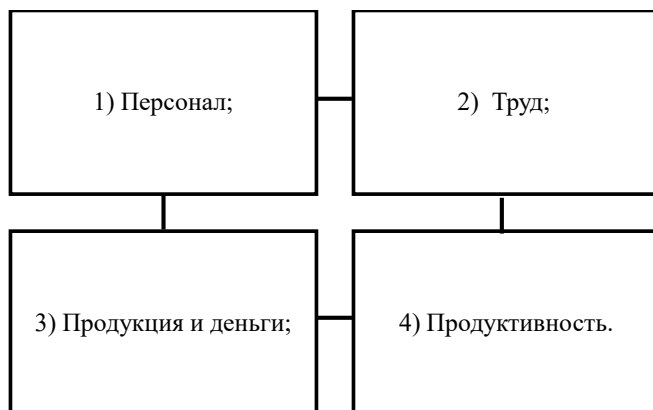 1) Персонал;
2) Труд;
3) Продукция и деньги;
4) Продуктивность.